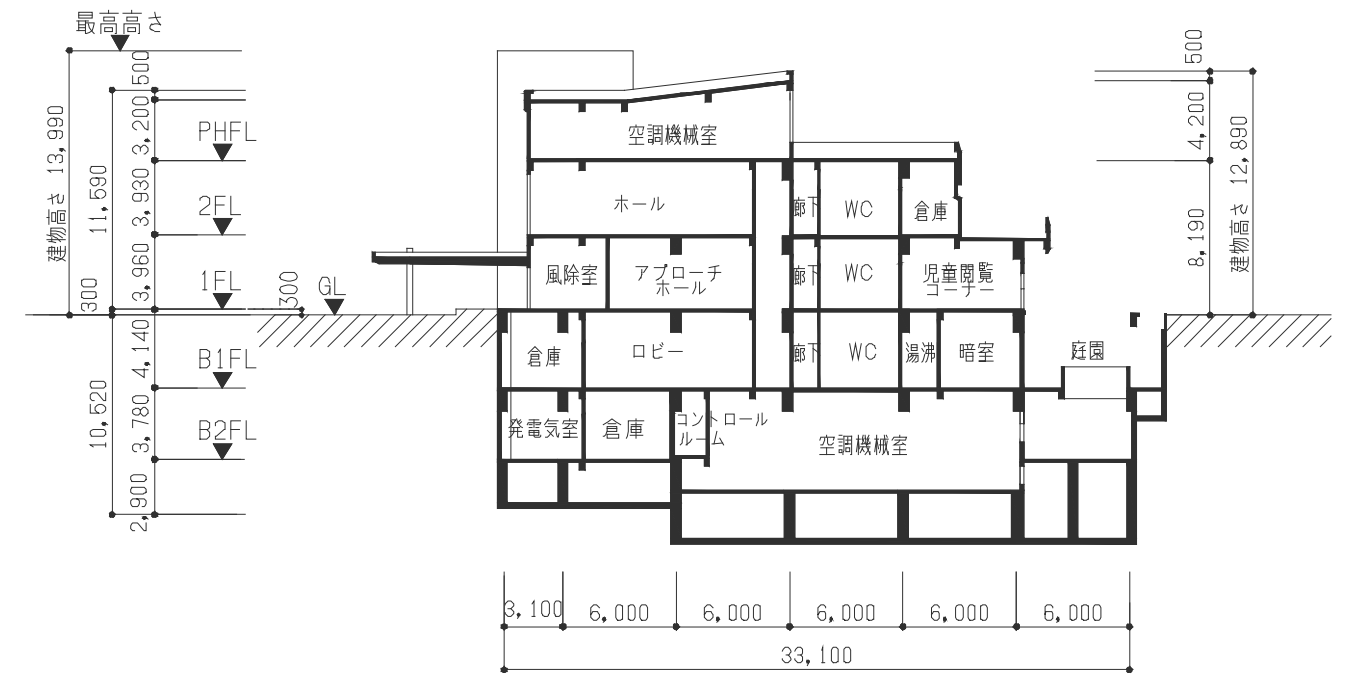 最高高さ
500
建物高さ 13,990
11,590
3,200
PHFL
3,930
2FL
3,960
1FL
300
300
GL
4,140
B1FL
10,520
3,780
B2FL
2,900
空調機械室
ホール
廊下
WC
倉庫
風除室
アプローチ
ホール
廊下
WC
児童閲覧
コーナー
倉庫
ロビー
廊下
WC
湯沸
暗室
庭園
発電気室
倉庫
コントロール
ルーム
空調機械室
500
4,200
建物高さ 12,890
8,190
3,100
6,000
6,000
6,000
6,000
6,000
33,100